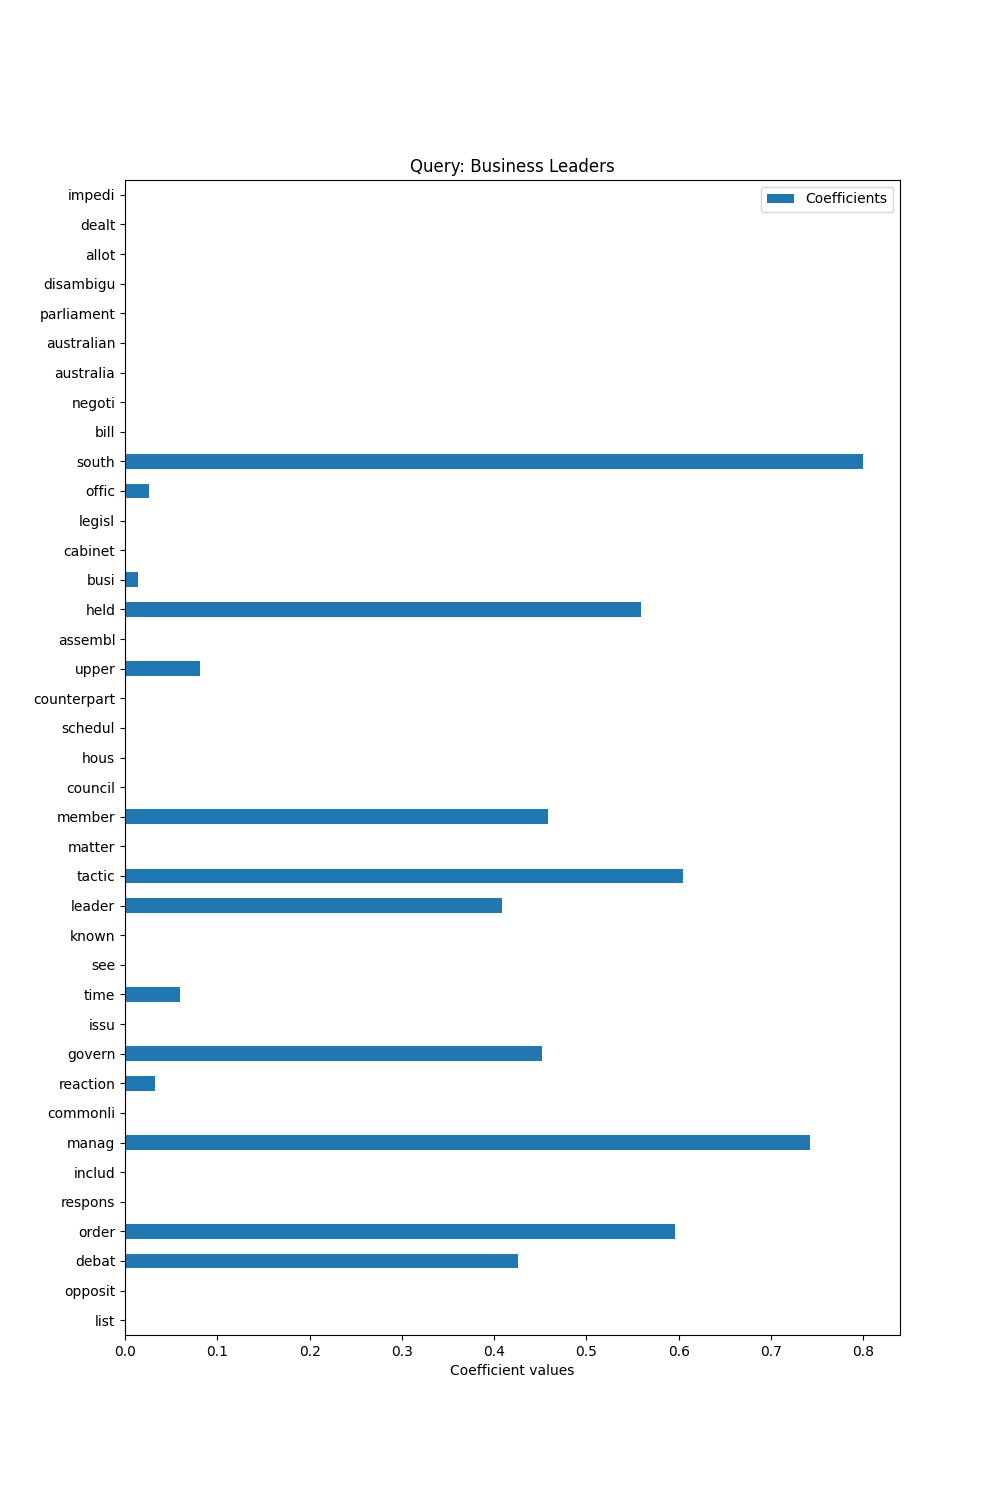 Query: Business Leaders
Coefficients
impedi
dealt
allot
disambigu
parliament
australian
australia
negoti
bill
south
offic
legisl
cabinet
busi
held
assembl
upper
counterpart
schedul
hous
council
member
matter
tactic
leader
known
see
time
issu
govern
reaction
commonli
manag
includ
respons
order
debat
opposit
list
0.0 0.1 0.2 0.3 0.4 0.5 0.6 0.7 0.8
Coefficient values